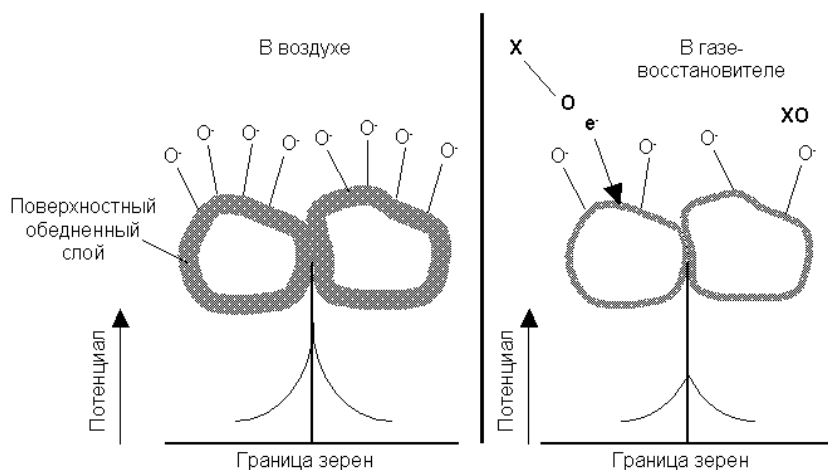 В воздухе
O-
O-
O-
O-
O-
O-
O-
O-
Поверхностный
обедненный
слой
Потенциал
Граница зерен
В газе-
восстановителе
X
O
e-
XO
O-
O-
O-
O-
Потенциал
Граница зерен